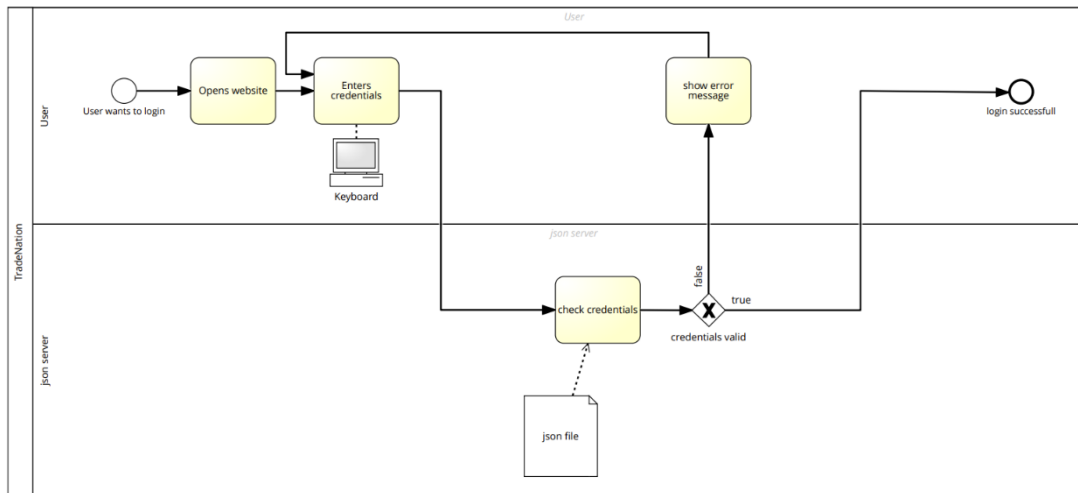 User
TradeNation
User
User wants to login
Opens website
Enters
credentials
Keyboard
show error
message
login successfull
json server
json server
check credentials
false
true
credentials valid
json file